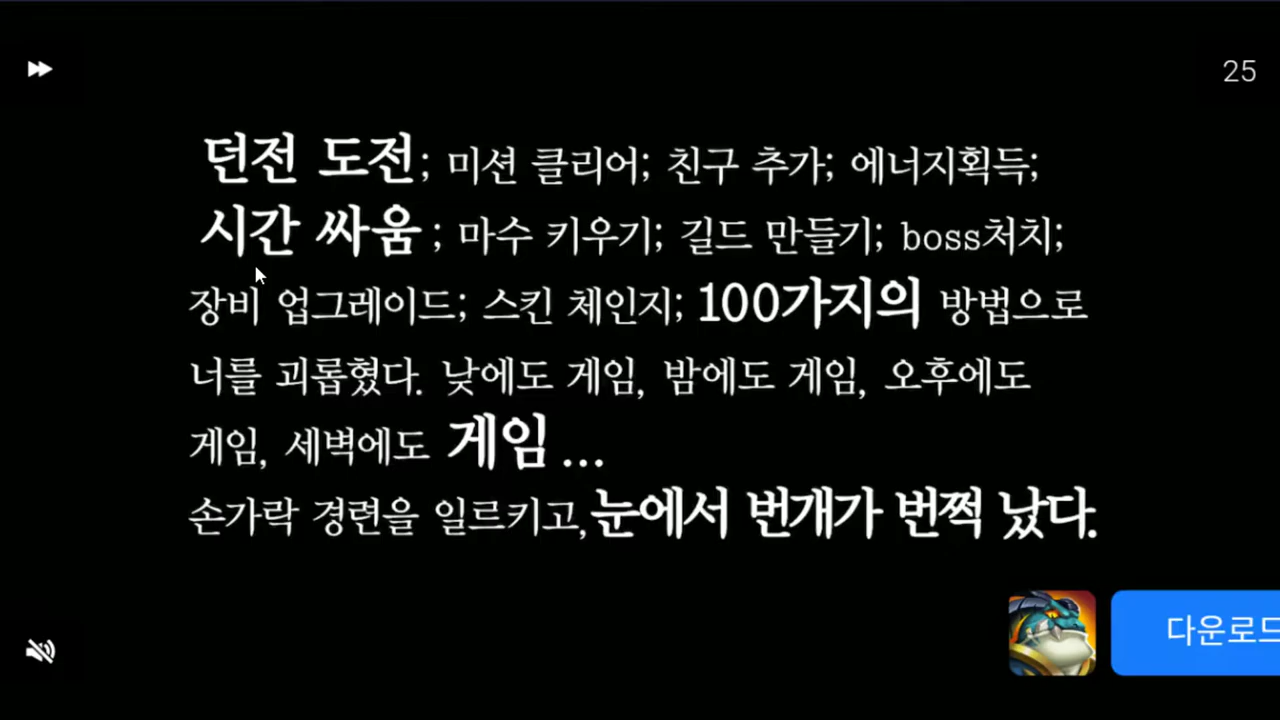 25
던전 도전; 미션 클리어; 친구 추가; 에너지획득;
시간 싸움 ; 마수 키우기; 길드 만들기; boss처치;
장비 업그레이드; 스킨 체인지; 100가지의 방법으로
너를 괴롭혔다. 낮에도 게임, 밤에도 게임, 오후에도
게임, 세벽에도 게임...
손가락 경련을 일르키고,눈에서 번개가 번쩍 났다.
다운로드